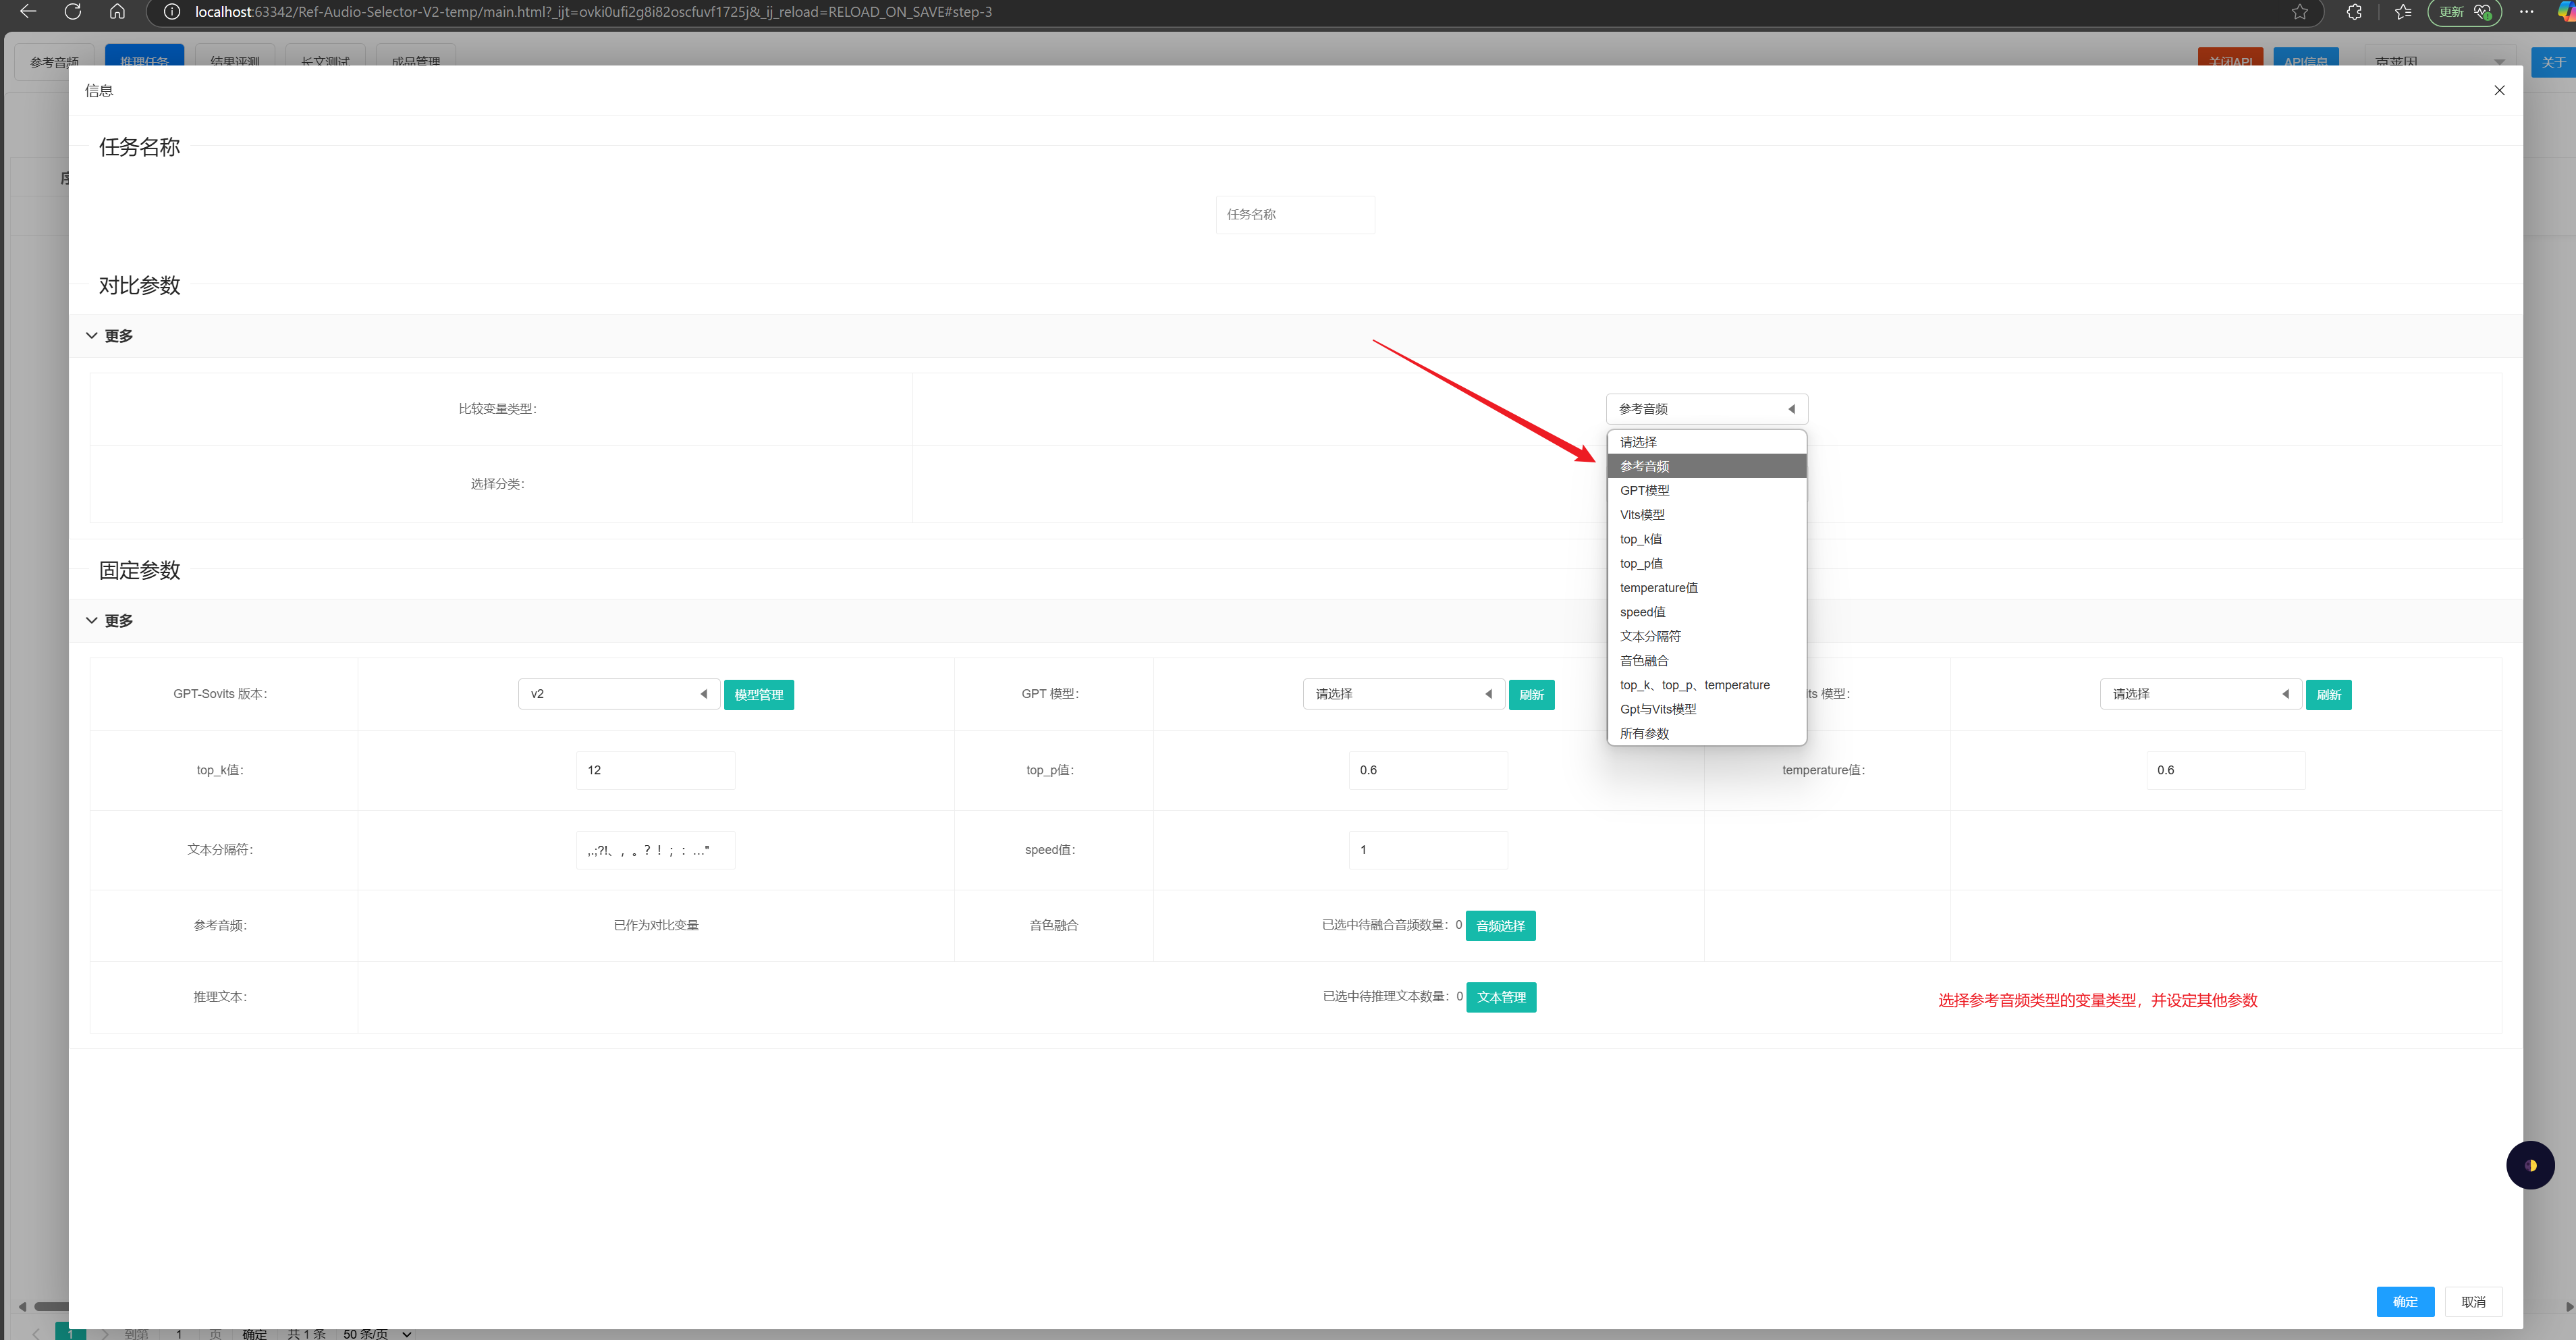 localhost:63342/Ref-Audio-Selector-V2-temp/main.html?_ijt=ovki0ufi2g8i82oscfuvf1725j&_ij_reload=RELOAD_ON_SAVE#step-3
更新
参考音频 推理任务 结果评测 长文测试 成品管理 关闭API API信息 克莱因 关于
信息
任务名称
任务名称
对比参数
更多
比较变量类型: 参考音频
请选择
参考音频
选择分类:
GPT模型
Vits模型
top_k值
top_p值
temperature值
speed值
文本分隔符
音色融合
top_k、top_p、temperature
Gpt与Vits模型
所有参数
固定参数
更多
GPT-Sovits 版本: v2 模型管理 GPT 模型: 请选择 刷新 its 模型: 请选择 刷新
top_k值: 12 top_p值: 0.6 temperature值: 0.6
文本分隔符: ,.;?!、，。？！；：…" speed值: 1
参考音频: 已作为对比变量 音色融合 已选中待融合音频数量：0 音频选择
推理文本: 已选中待推理文本数量：0 文本管理 选择参考音频类型的变量类型，并设定其他参数
确定 取消
1 到第 1 页 确定 共 1 条 50 条/页